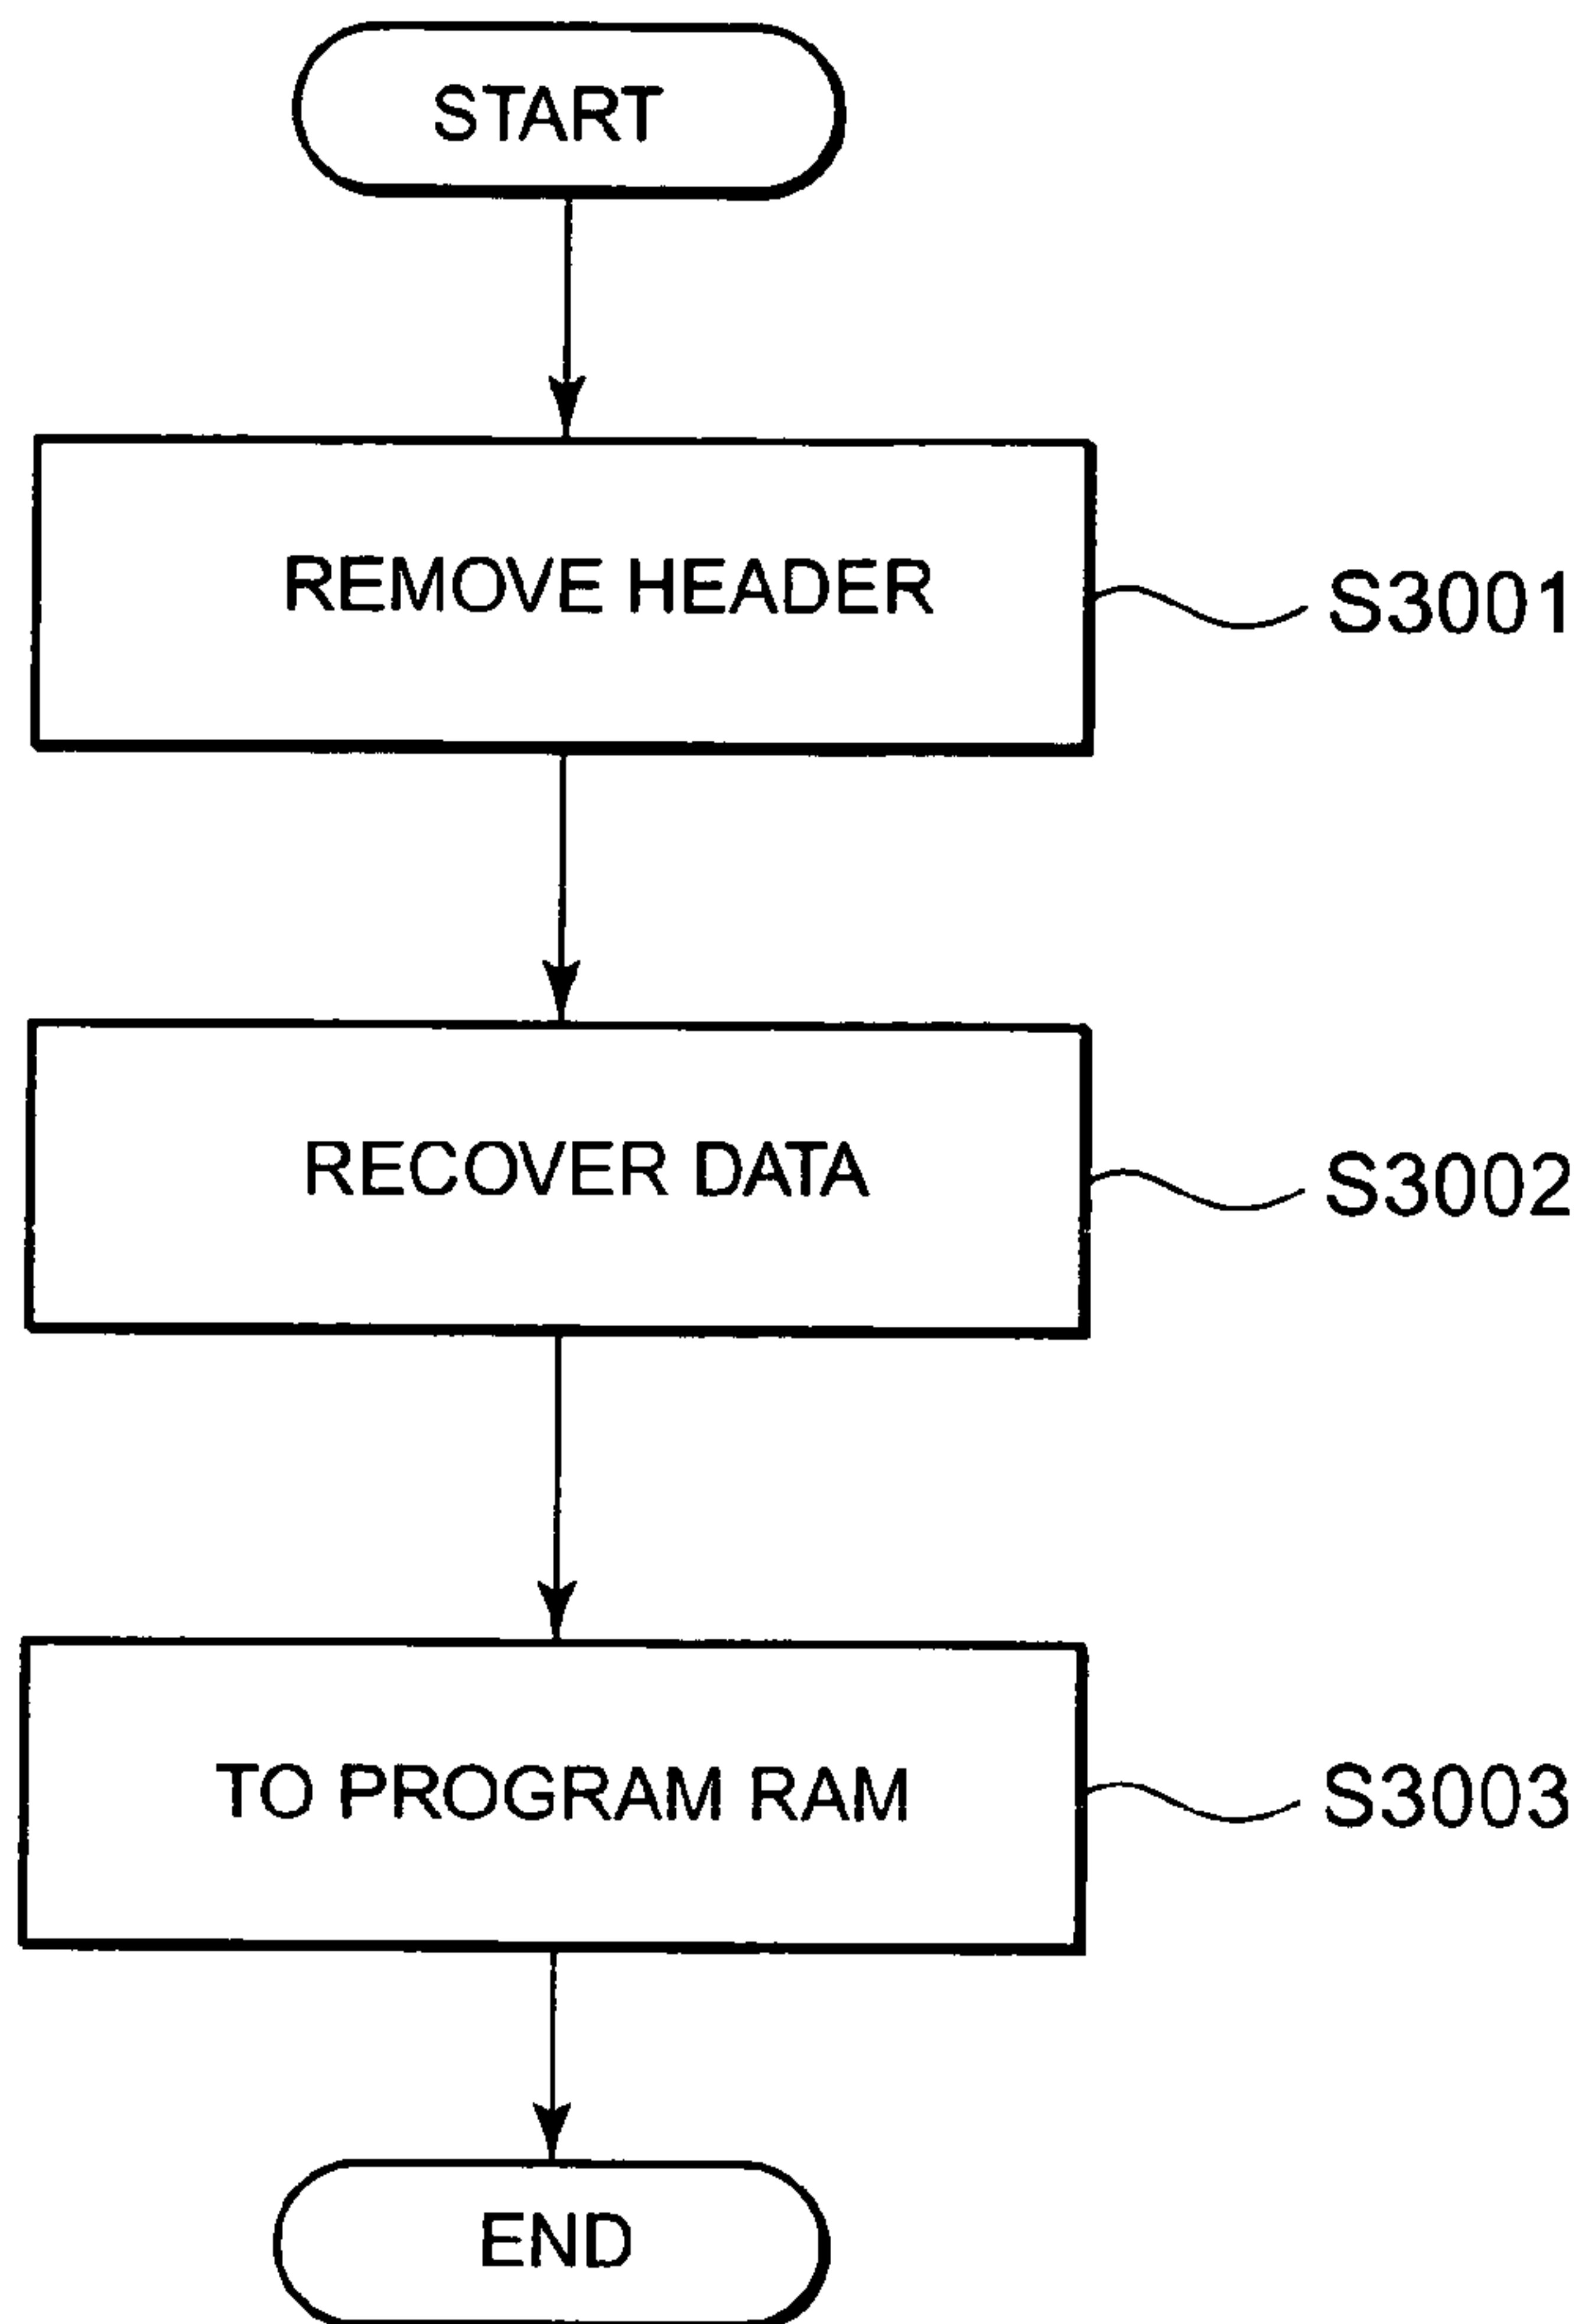 START
REMOVE HEADER
S3001
RECOVER DATA
S3002
TO PROGRAM RAM
S3003
END